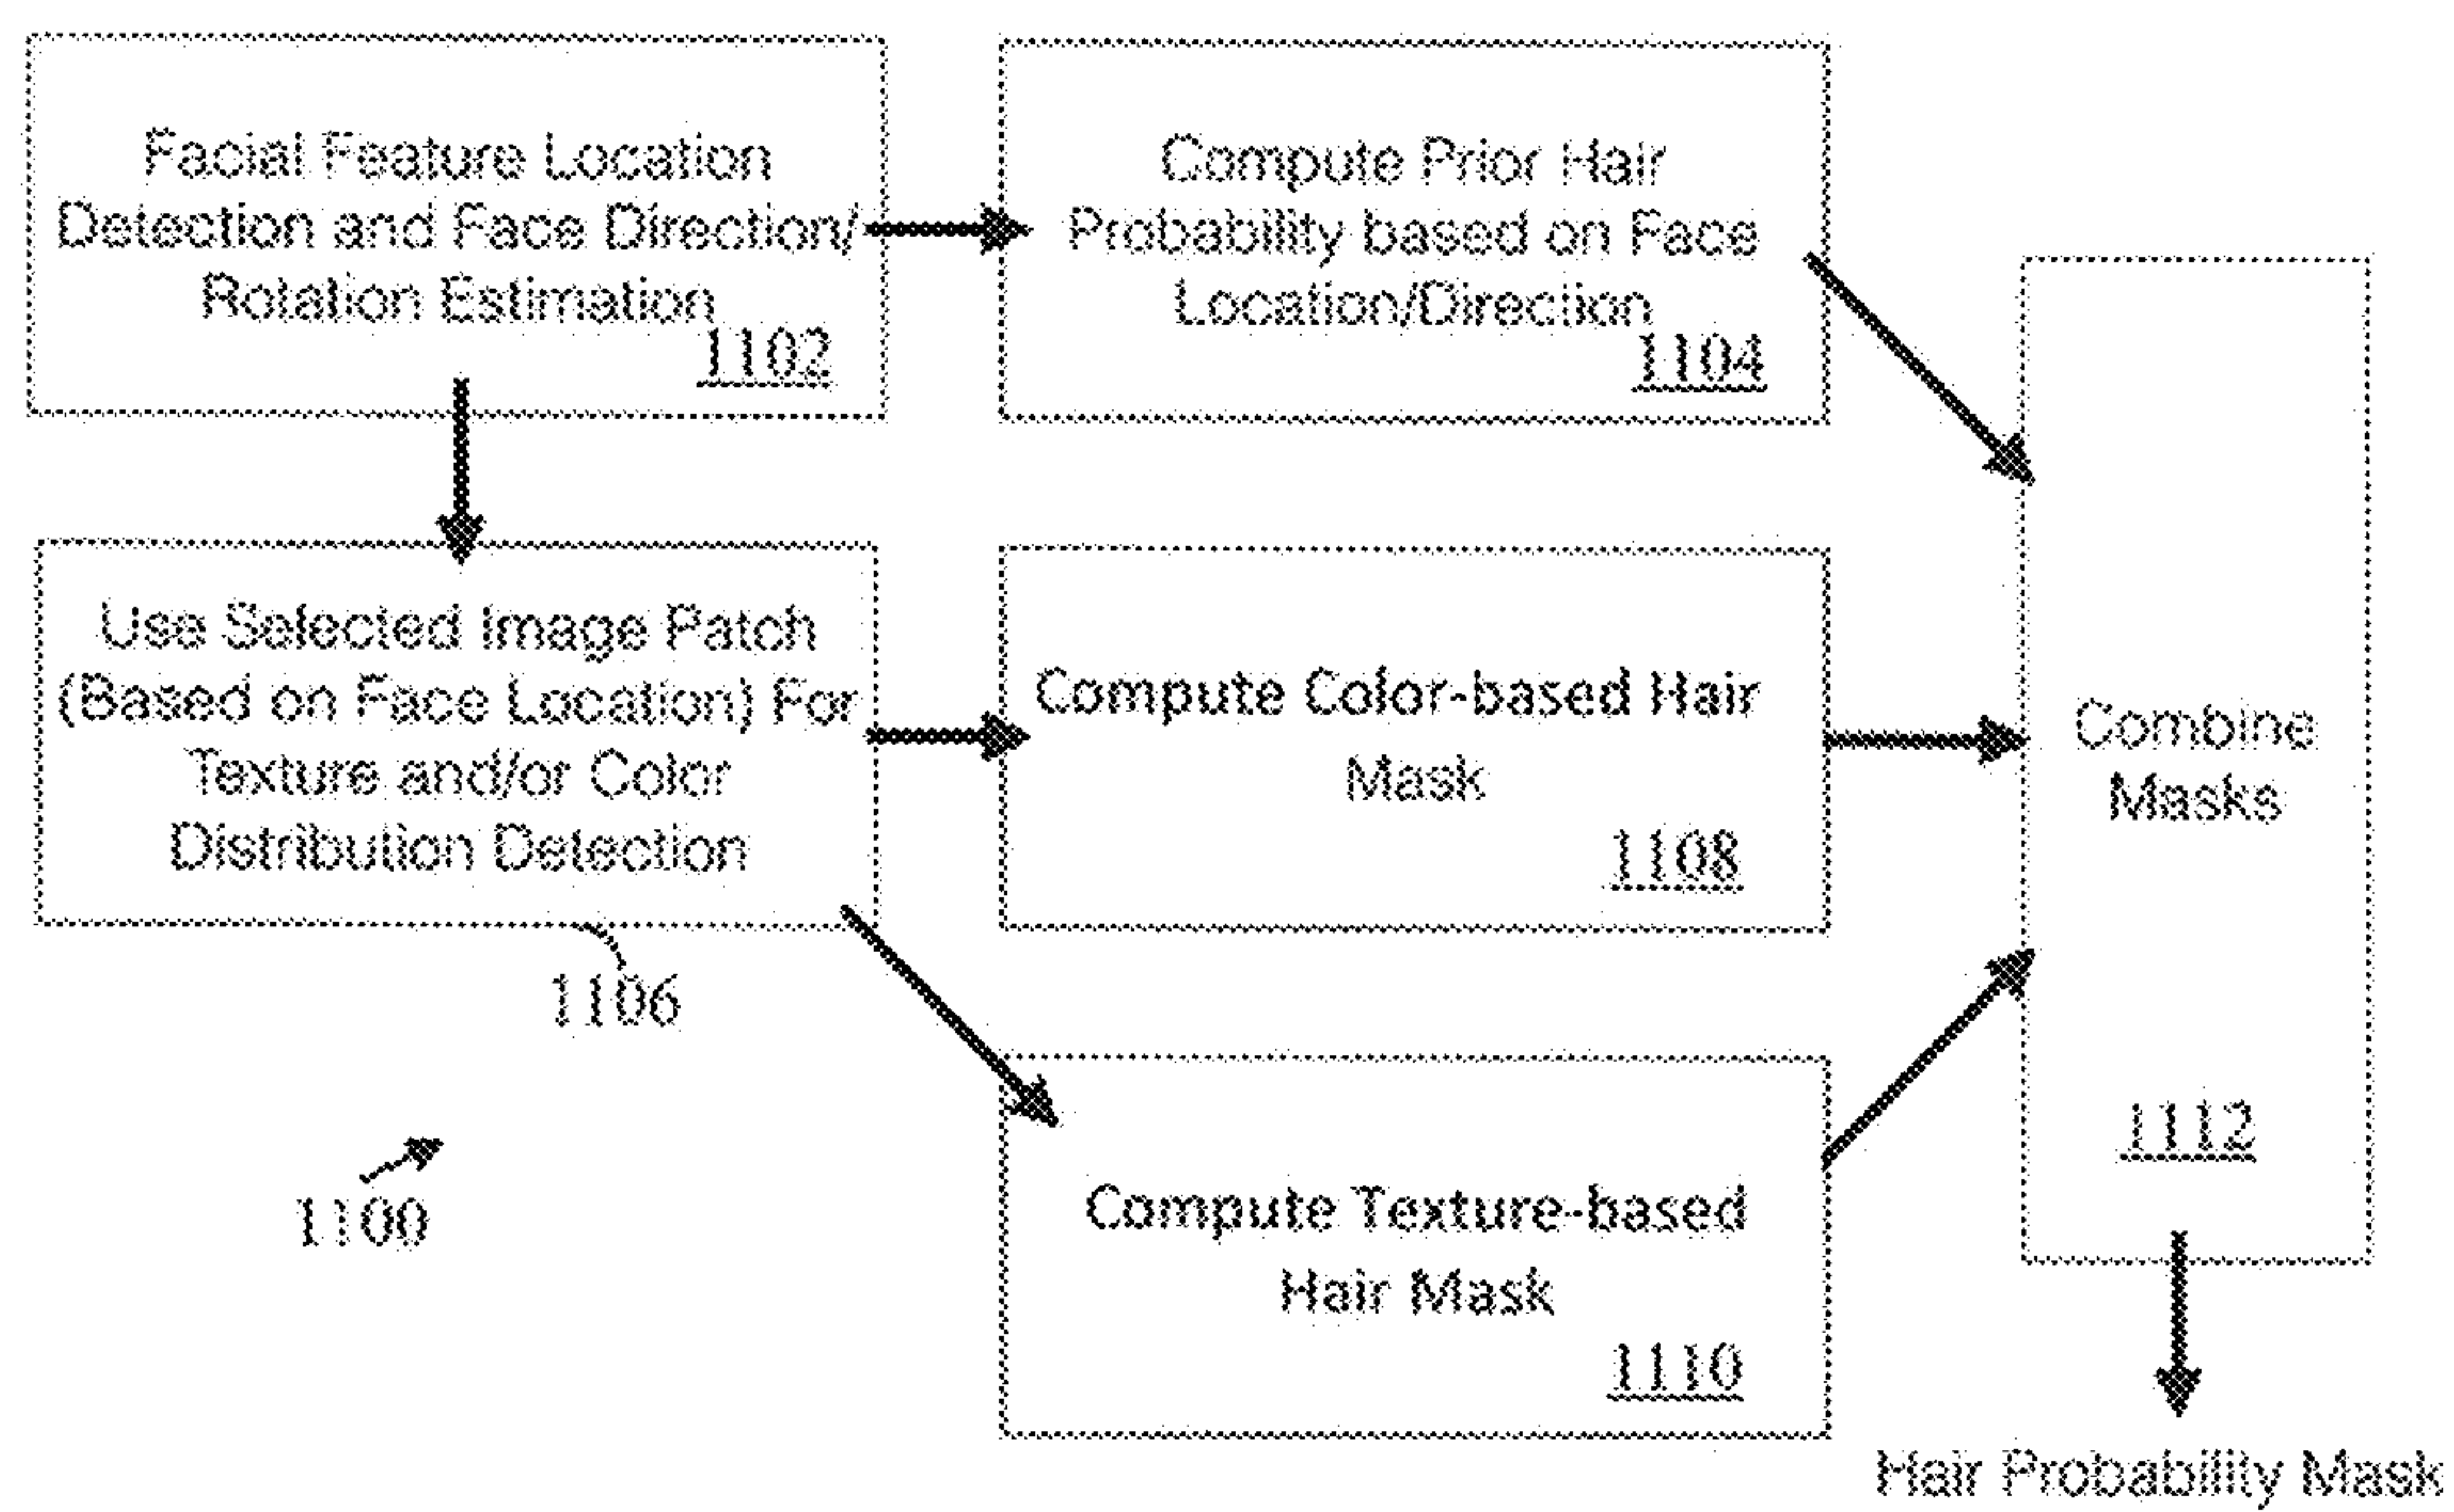 Facial Feature Location
Detection and Face Direction/
Rotation Estimation
1102
Compute Prior Hair
Probability based on Face
Location/Direction
1104
Use Selected Image Patch
(Based on Face Location) For
Texture and/or Color
Distribution Detection
1106
Compute Color-based Hair
Mask
1108
Compute Texture-based
Hair Mask
1110
Combine
Masks
1112
1100
Hair Probability Mask